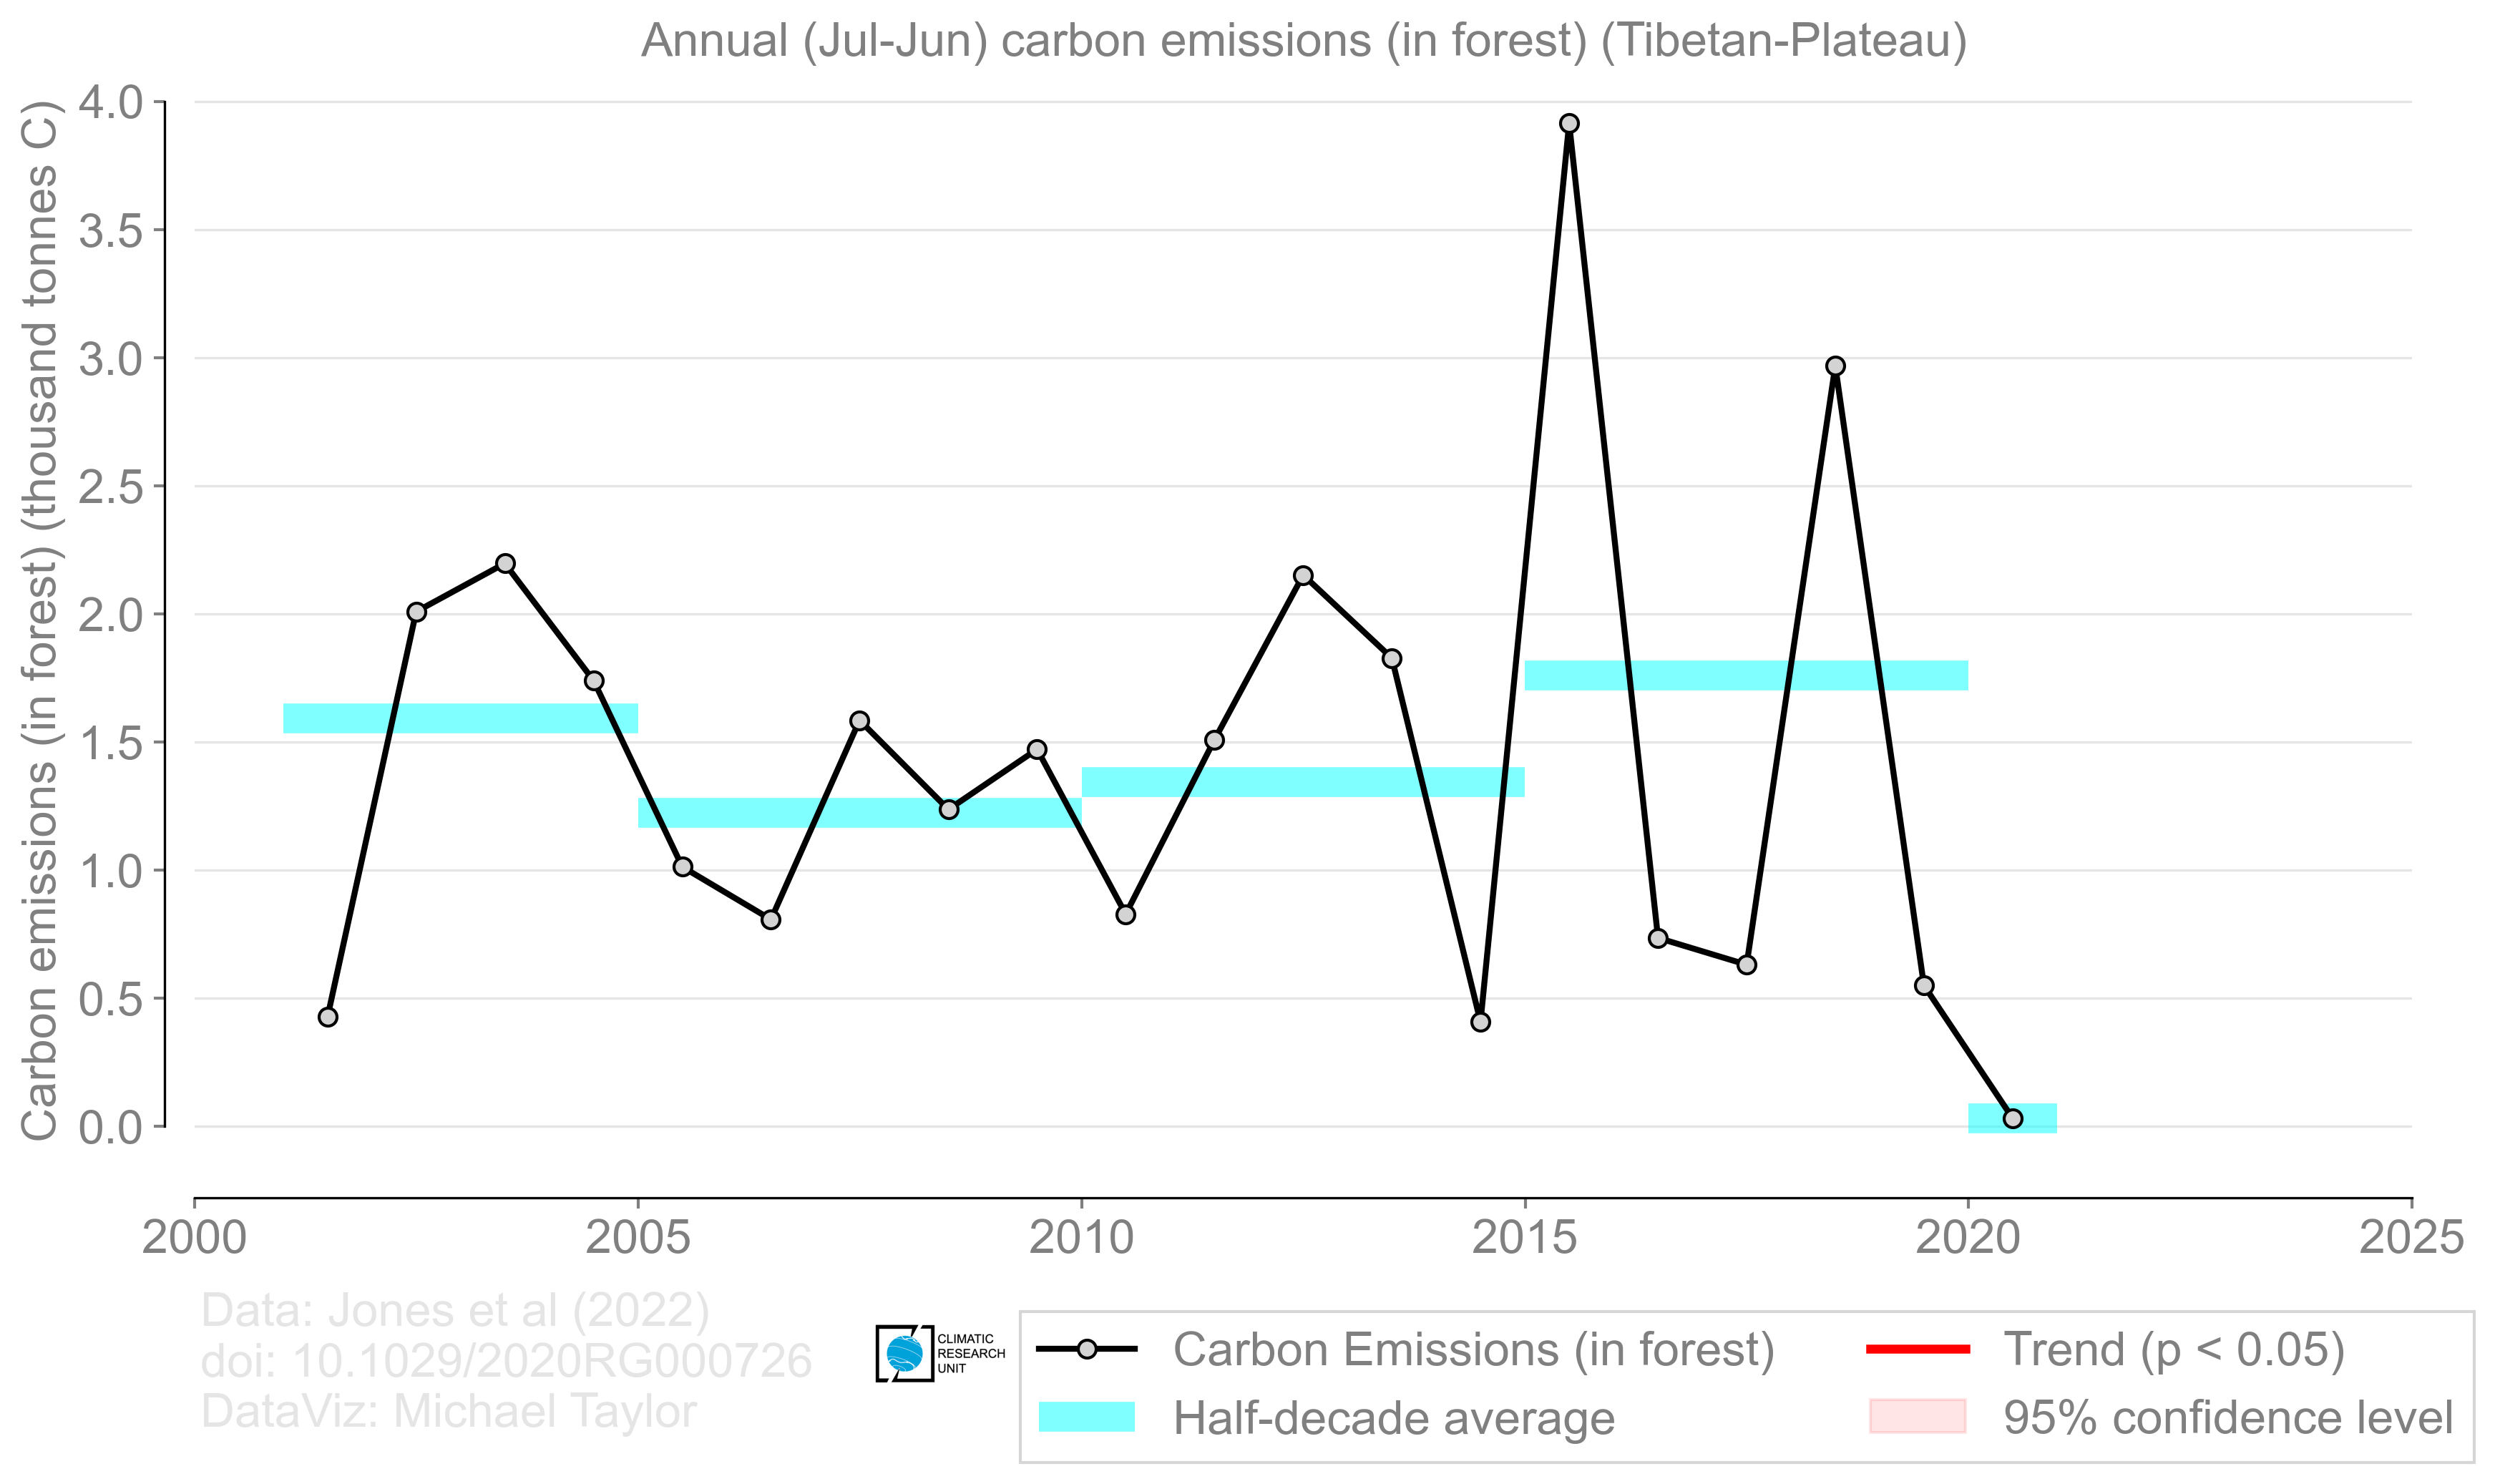 Annual (Jul-Jun) carbon emissions (in forest) (Tibetan-Plateau)
Carbon emissions (in forest) (thousand tonnes C)
4.0
3.5
3.0
2.5
2.0
1.5
1.0
0.5
0.0
2000 2005 2010 2015 2020 2025
Data: Jones et al (2022)
doi: 10.1029/2020RG000726
DataViz: Michael Taylor
CLIMATIC
RESEARCH
UNIT
Carbon Emissions (in forest)
Half-decade average
Trend (p < 0.05)
95% confidence level